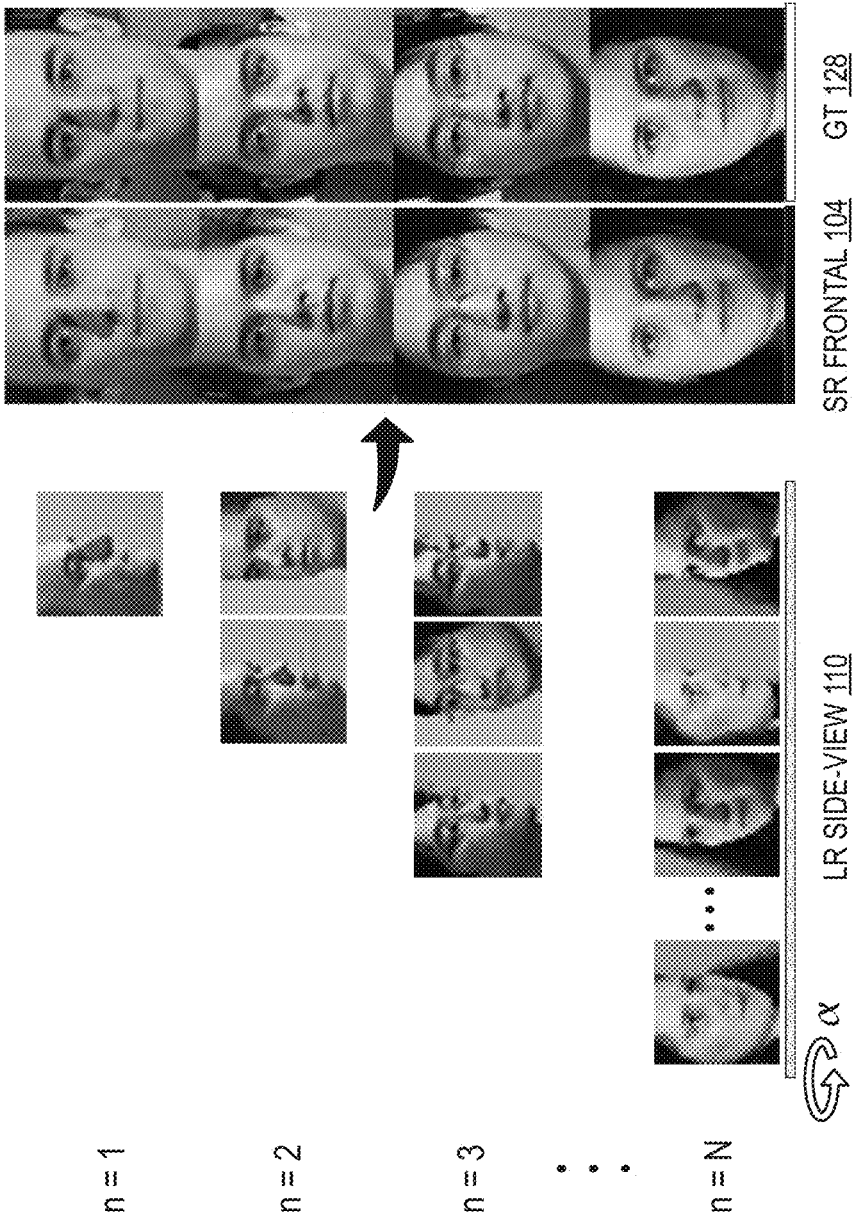 n = 1
n = 2
n = 3
n = N
α
LR SIDE-VIEW 110
SR FRONTAL 104
GT 128